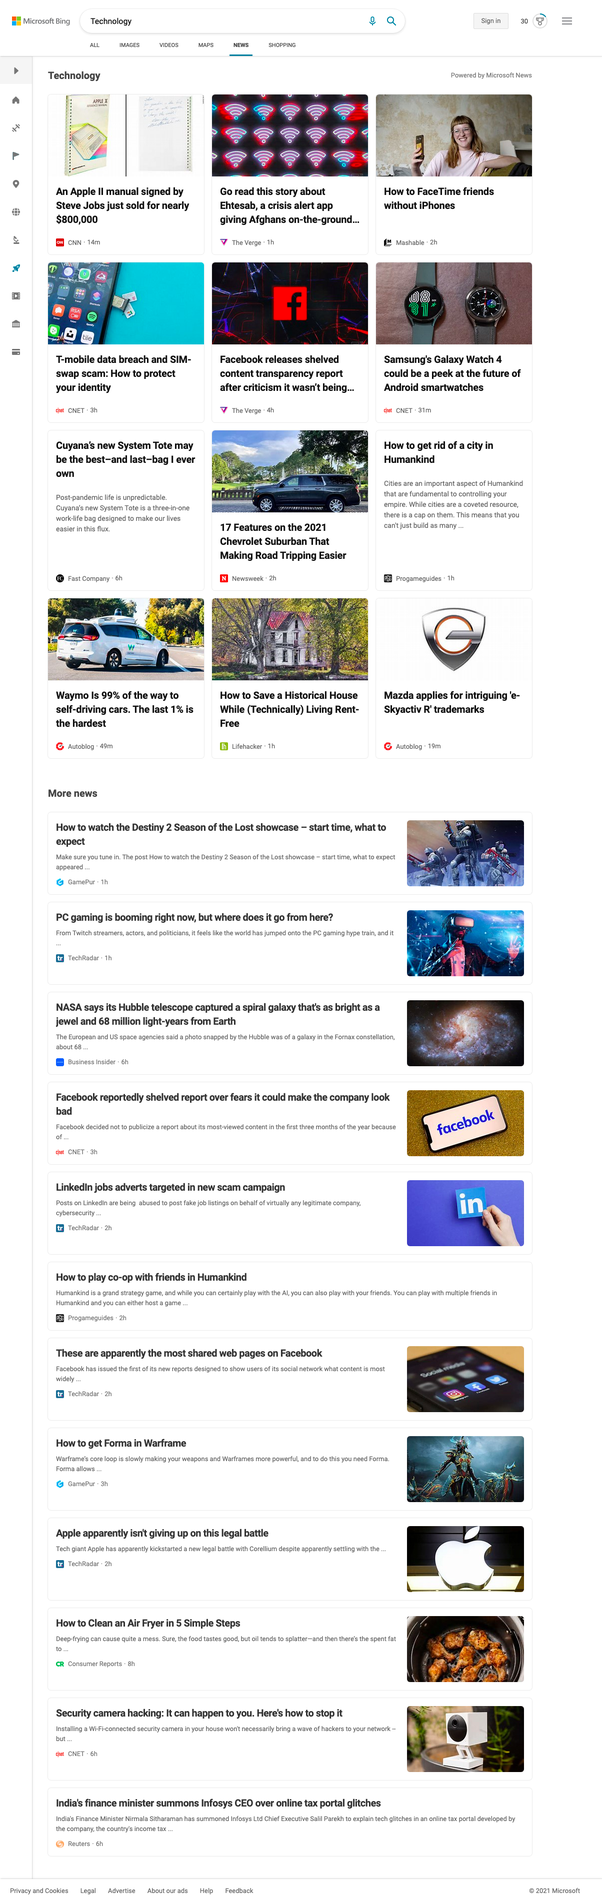 Microsoft Bing
Technology
Sign in
30
ALL IMAGES VIDEOS MAPS NEWS SHOPPING
Technology
Powered by Microsoft News
An Apple II manual signed by
Steve Jobs just sold for nearly
$800,000
CNN · 14m
Go read this story about
Ehtesab, a crisis alert app
giving Afghans on-the-ground...
The Verge · 1h
How to FaceTime friends
without iPhones
Mashable · 2h
T-mobile data breach and SIM-
swap scam: How to protect
your identity
CNET · 3h
Facebook releases shelved
content transparency report
after criticism it wasn't being...
The Verge · 4h
Samsung's Galaxy Watch 4
could be a peek at the future of
Android smartwatches
CNET · 31m
Cuyana's new System Tote may
be the best–and last–bag I ever
own
Post-pandemic life is unpredictable.
Cuyana's new System Tote is a three-in-one
work-life bag designed to make our lives
easier in this flux.
Fast Company · 6h
17 Features on the 2021
Chevrolet Suburban That
Making Road Tripping Easier
Newsweek · 2h
How to get rid of a city in
Humankind
Cities are an important aspect of Humankind
that are fundamental to controlling your
empire. While cities are a coveted resource,
there is a cap on them. This means that you
can't just build as many ...
Progameguides · 1h
Waymo Is 99% of the way to
self-driving cars. The last 1% is
the hardest
Autoblog · 49m
How to Save a Historical House
While (Technically) Living Rent-
Free
Lifehacker · 1h
Mazda applies for intriguing 'e-
Skyactiv R' trademarks
Autoblog · 19m
More news
How to watch the Destiny 2 Season of the Lost showcase – start time, what to
expect
Make sure you tune in. The post How to watch the Destiny 2 Season of the Lost showcase – start time, what to expect
appeared ...
GamePur · 1h
PC gaming is booming right now, but where does it go from here?
From Twitch streamers, actors, and politicians, it feels like the world has jumped onto the PC gaming hype train, and it
...
TechRadar · 1h
NASA says its Hubble telescope captured a spiral galaxy that's as bright as a
jewel and 68 million light-years from Earth
The European and US space agencies said a photo snapped by the Hubble was of a galaxy in the Fornax constellation,
about 68 ...
Business Insider · 6h
Facebook reportedly shelved report over fears it could make the company look
bad
Facebook decided not to publicize a report about its most-viewed content in the first three months of the year because
of ...
CNET · 3h
facebook
LinkedIn jobs adverts targeted in new scam campaign
Posts on LinkedIn are being abused to post fake job listings on behalf of virtually any legitimate company,
cybersecurity ...
TechRadar · 2h
in
How to play co-op with friends in Humankind
Humankind is a grand strategy game, and while you can certainly play with the AI, you can also play with your friends. You can play with multiple friends in
Humankind and you can either host a game ...
Progameguides · 2h
These are apparently the most shared web pages on Facebook
Facebook has issued the first of its new reports designed to show users of its social network what content is most
widely ...
TechRadar · 2h
Social media
How to get Forma in Warframe
Warframe's core loop is slowly making your weapons and Warframes more powerful, and to do this you need Forma.
Forma allows ...
GamePur · 3h
Apple apparently isn't giving up on this legal battle
Tech giant Apple has apparently kickstarted a new legal battle with Corellium despite apparently settling with the ...
TechRadar · 2h
How to Clean an Air Fryer in 5 Simple Steps
Deep-frying can cause quite a mess. Sure, the food tastes good, but oil tends to splatter—and then there's the spent fat
to ...
Consumer Reports · 8h
Security camera hacking: It can happen to you. Here's how to stop it
Installing a Wi-Fi-connected security camera in your house won't necessarily bring a wave of hackers to your network –
but ...
CNET · 6h
India's finance minister summons Infosys CEO over online tax portal glitches
India's Finance Minister Nirmala Sitharaman has summoned Infosys Ltd Chief Executive Salil Parekh to explain tech glitches in an online tax portal developed by
the company, the country's income tax ...
Reuters · 6h
Privacy and Cookies Legal Advertise About our ads Help Feedback
© 2021 Microsoft